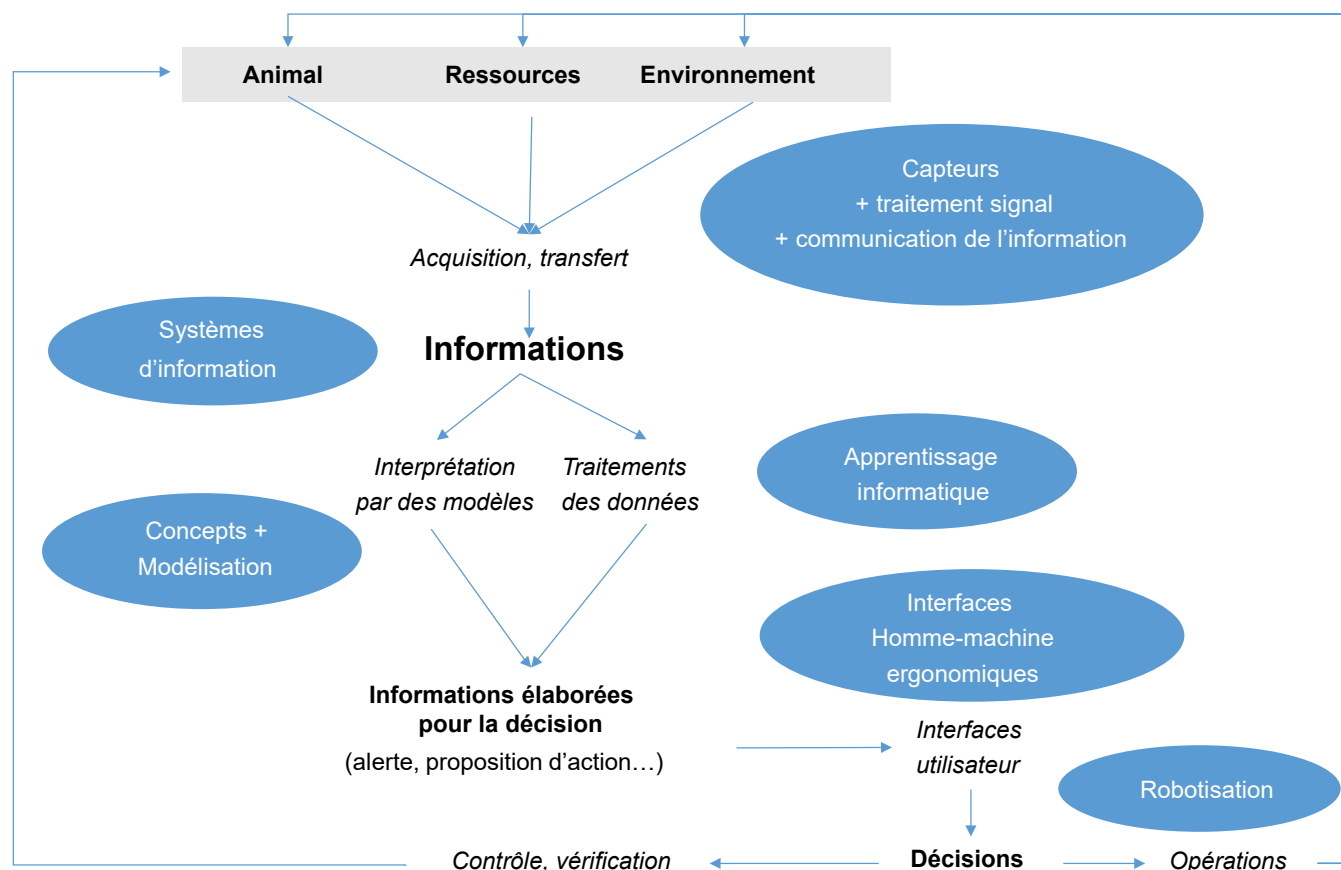 Animal
Ressources
Environnement
Capteurs
+ traitement signal
+ communication de l’information
Acquisition, transfert
Systèmes
d’information
Informations
Interprétation
par des modèles
Traitements
des données
Apprentissage
informatique
Concepts +
Modélisation
Interfaces
Homme-machine
ergonomiques
Informations élaborées
pour la décision
(alerte, proposition d’action…)
Interfaces
utilisateur
Robotisation
Contrôle, vérification
Décisions
Opérations